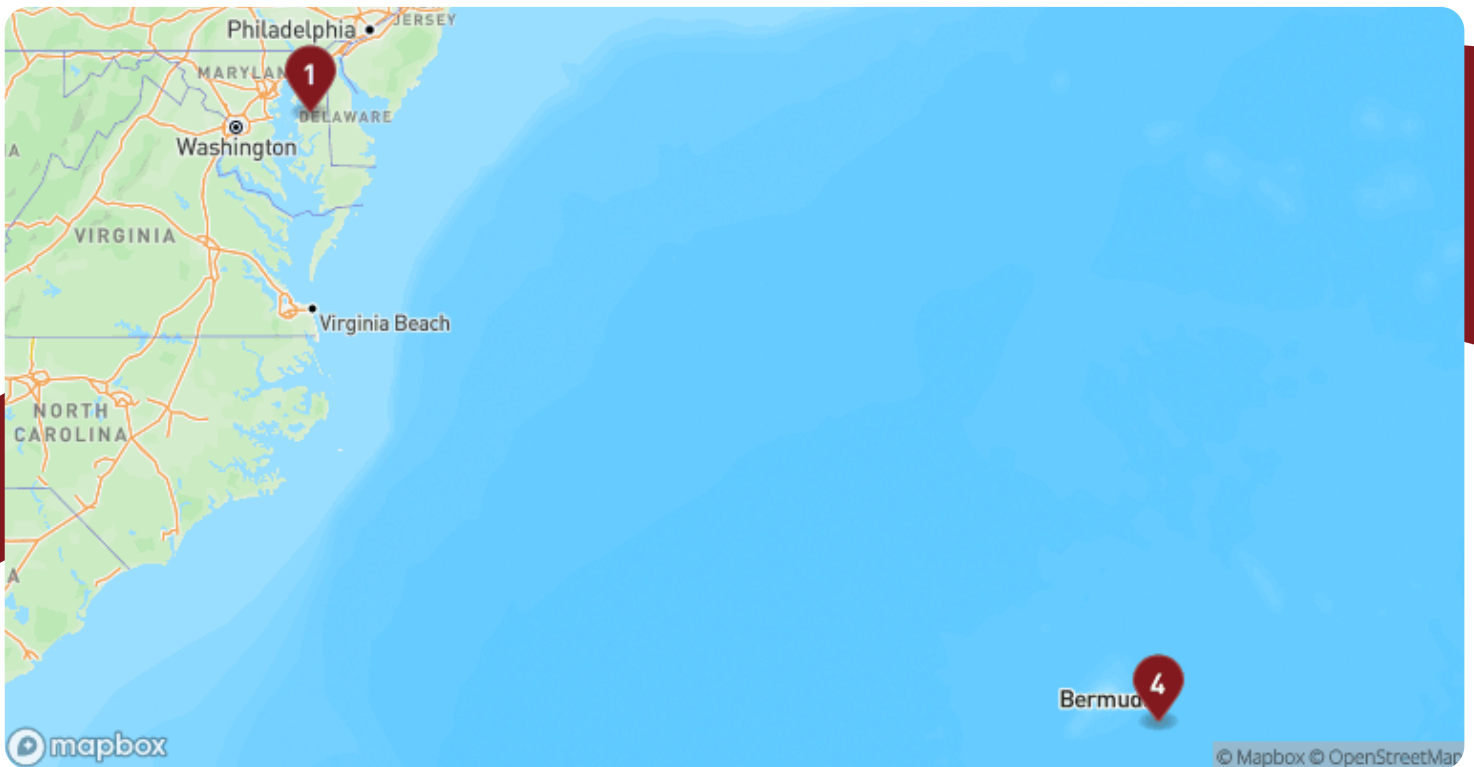 Philadelphia
JERSEY
MARYLAN
1
DELAWARE
Washington
A
VIRGINIA
Virginia Beach
NORTH
CAROLINA
A
4
Bermud
mapbox
© Mapbox © OpenStreetMap